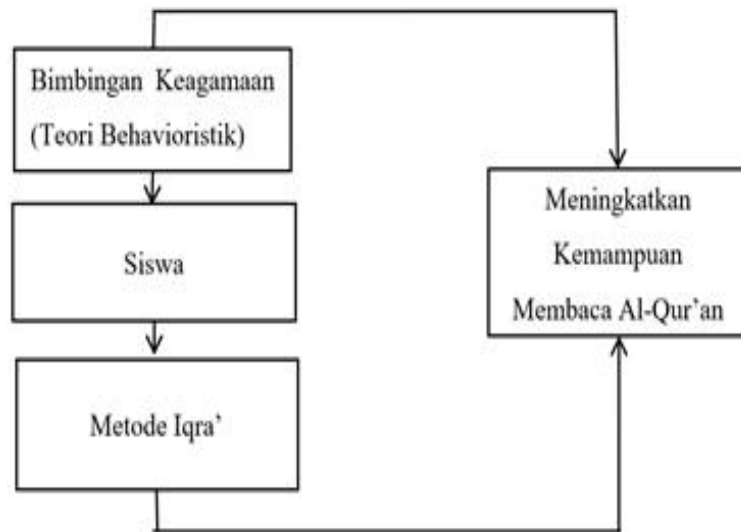 Bimbingan Keagamaan
(Teori Behavioristik)
Siswa
Metode Iqra’
Meningkatkan
Kemampuan
Membaca Al-Qur’an